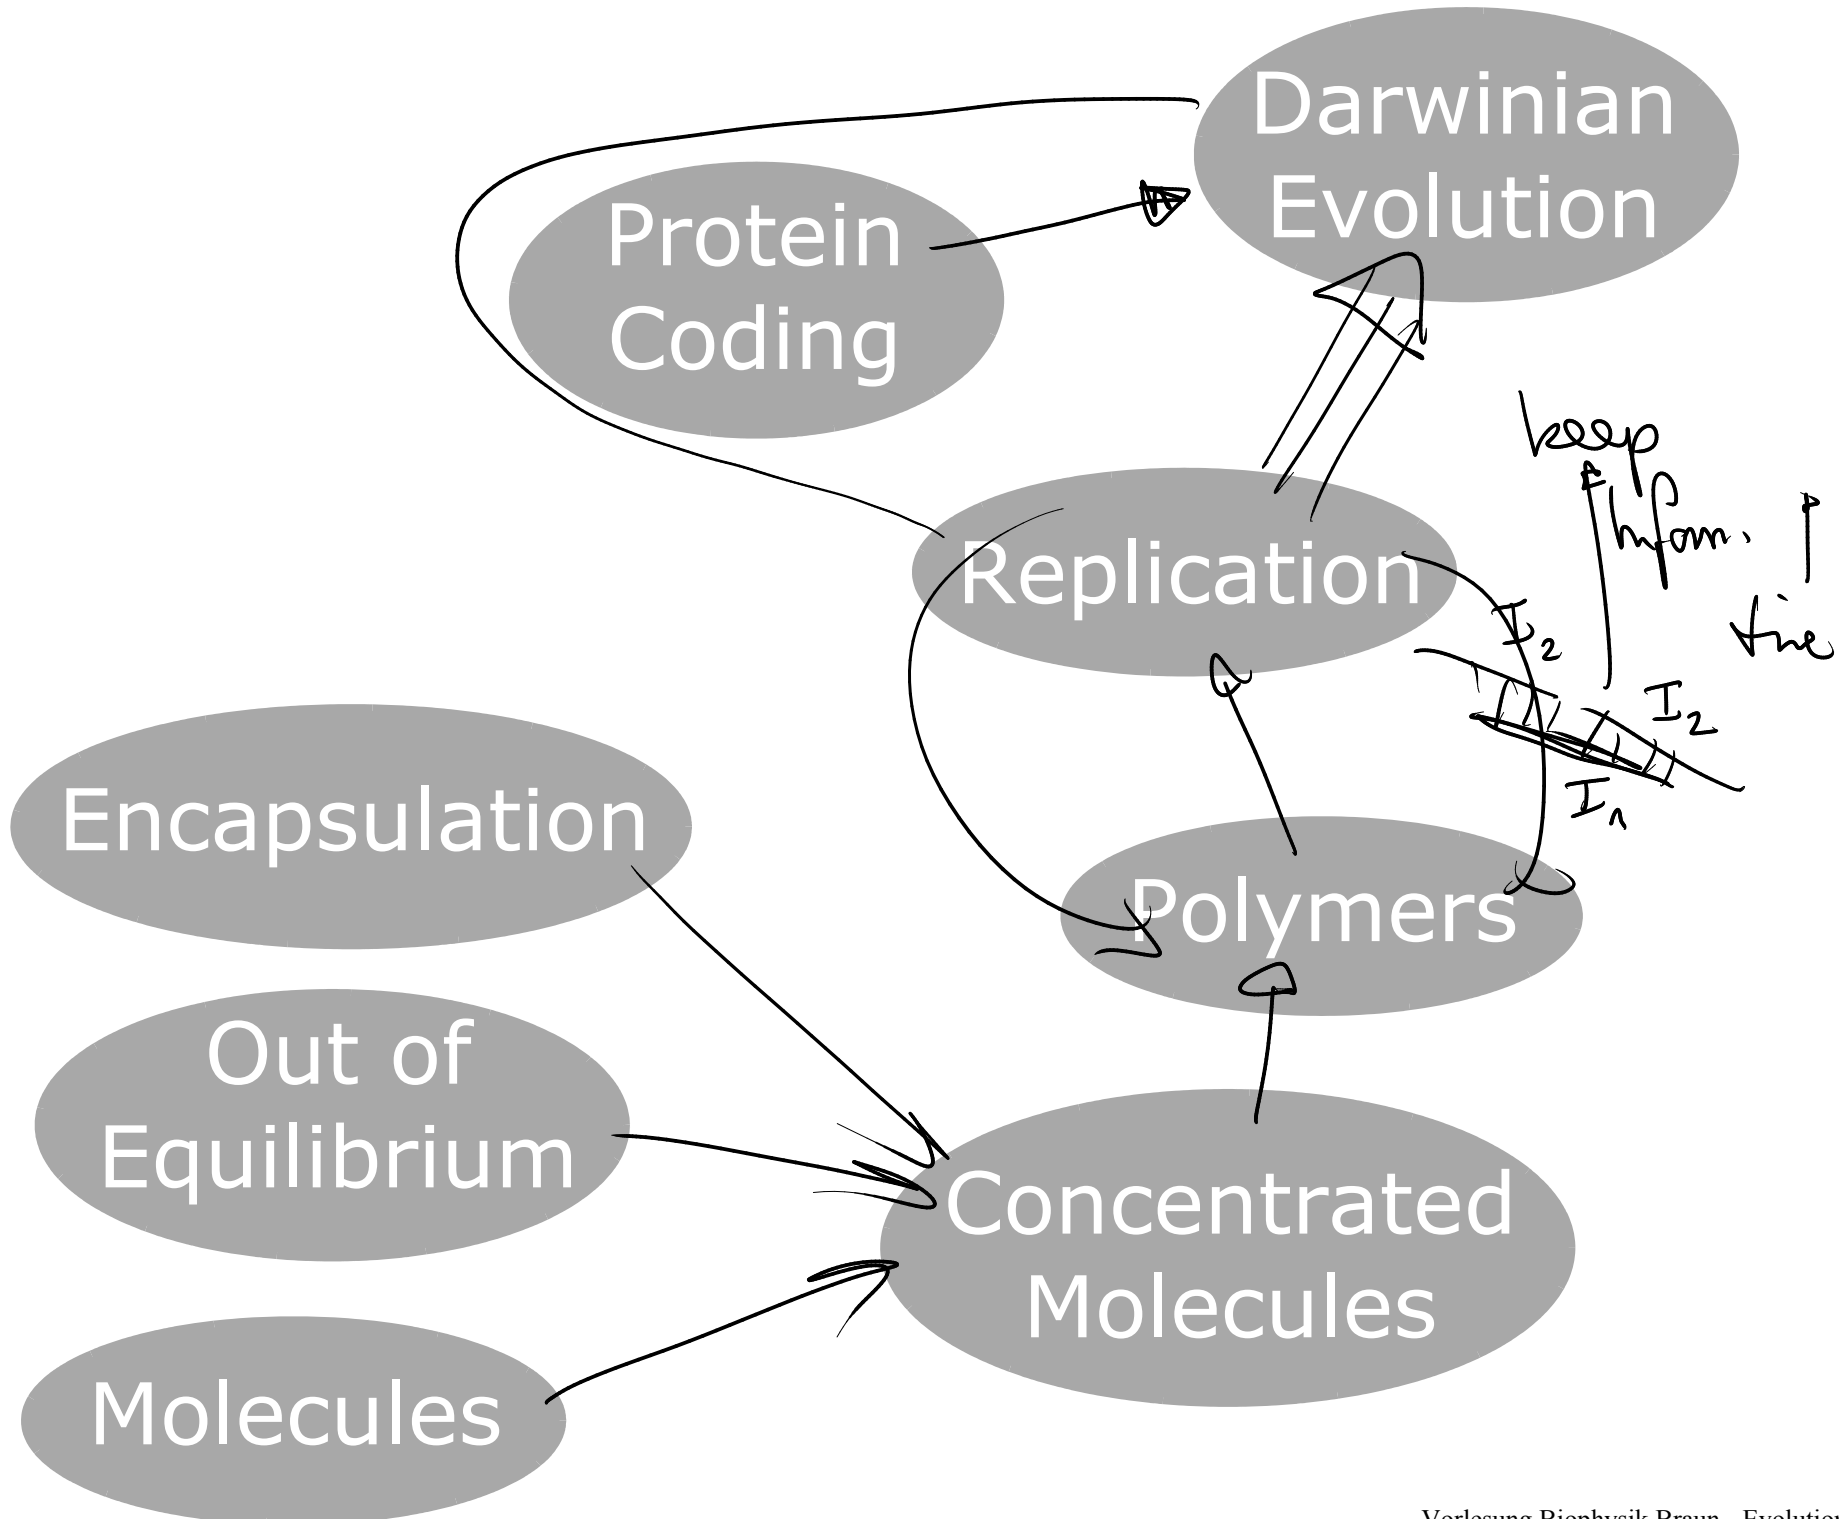 Darwinian
Evolution
Protein
Coding
keep
Inform.
Replication
time
I2
I2
Encapsulation
I1
Polymers
Out of
Equilibrium
Concentrated
Molecules
Molecules
Vorlesung Biophysik Braun - Evolution